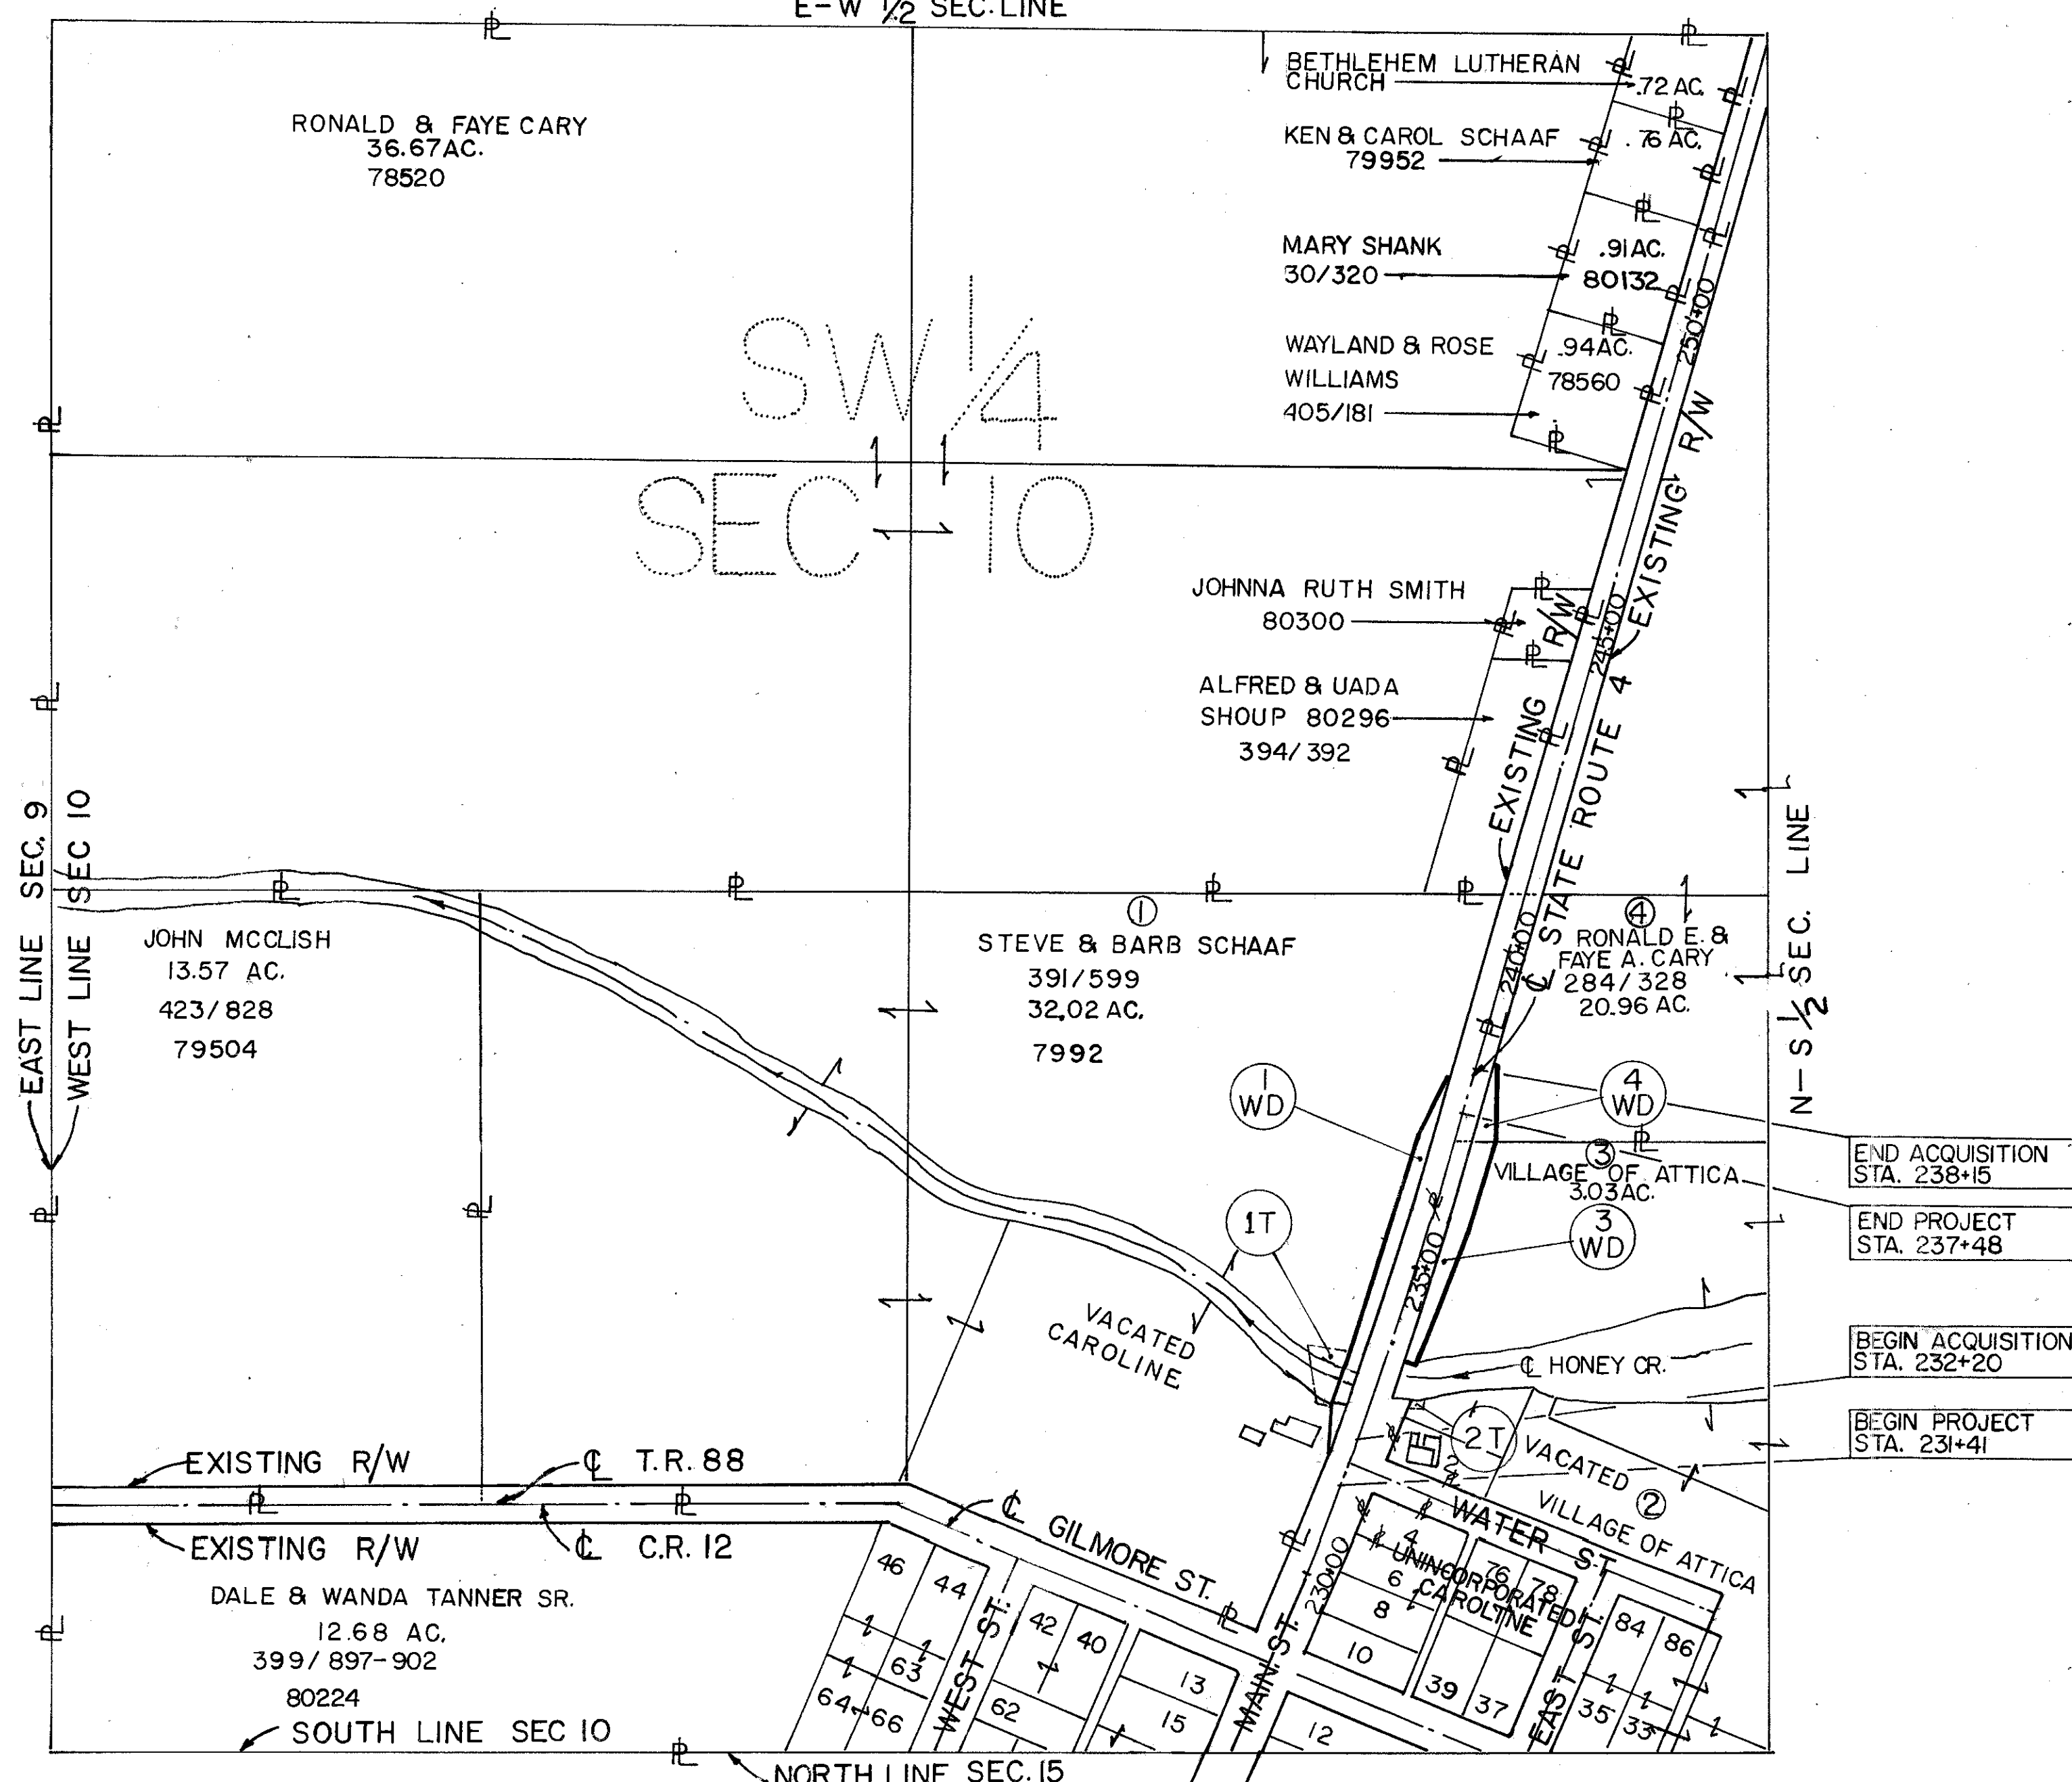 E-W 1/2 SEC. LINE
RONALD & FAYE CARY
36.67AC.
78520
BETHLEHEM LUTHERAN
CHURCH
.72 AC.
KEN & CAROL SCHAAF
79952
.76 AC.
MARY SHANK
30/320
.91AC.
80132
WAYLAND & ROSE
WILLIAMS
405/181
.94AC.
78560
250+00
EXISTING R/W
SW 1/4
SEC 10
JOHNNA RUTH SMITH
80300
ALFRED & UADA
SHOUP 80296
394/392
EXISTING R/W
245+00
℄ STATE ROUTE 4
240+00
EAST LINE SEC. 9
WEST LINE SEC 10
N-S 1/2 SEC. LINE
JOHN MCCLISH
13.57 AC.
423/828
79504
①
STEVE & BARB SCHAAF
391/599
32.02 AC.
7992
④
RONALD E. &
FAYE A. CARY
284/328
20.96 AC.
1
WD
4
WD
③
VILLAGE OF ATTICA
3.03AC.
3
WD
1T
235+00
END ACQUISITION
STA. 238+15
END PROJECT
STA. 237+48
BEGIN ACQUISITION
STA. 232+20
BEGIN PROJECT
STA. 231+41
VACATED
CAROLINE
℄ HONEY CR.
2T
2
VACATED
②
VILLAGE OF ATTICA
EXISTING R/W
℄ T.R. 88
EXISTING R/W
℄ C.R. 12
℄ GILMORE ST.
WATER ST
UNINCORPORATED
CAROLINE
230+00
MAIN ST.
WEST ST.
EAST ST.
4
6
8
10
76
78
39
37
84
86
35
33
46
44
63
64
66
42
40
62
13
15
12
DALE & WANDA TANNER SR.
12.68 AC.
399/897-902
80224
SOUTH LINE SEC 10
NORTH LINE SEC. 15